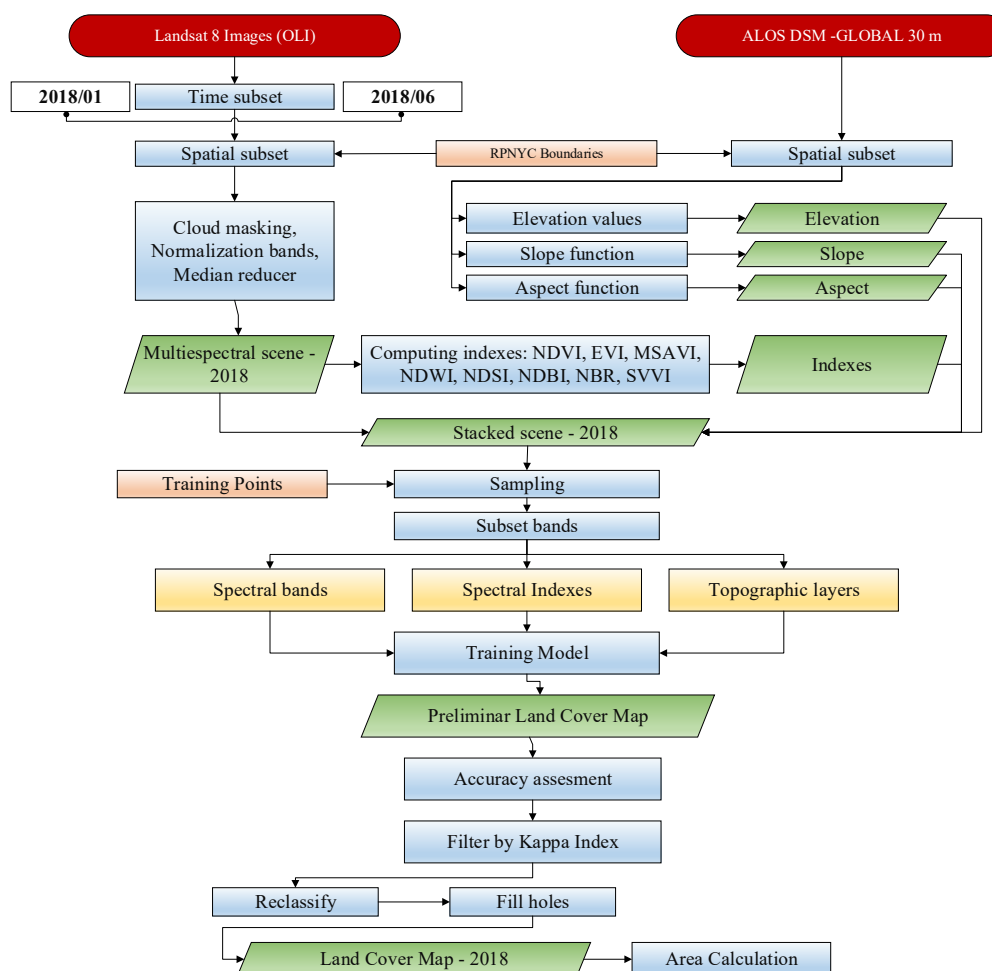 Landsat 8 Images (OLI)
ALOS DSM -GLOBAL 30 m
2018/01
Time subset
2018/06
Spatial subset
RPNYC Boundaries
Spatial subset
Cloud masking,
Normalization bands,
Median reducer
Elevation values
Elevation
Slope function
Slope
Aspect function
Aspect
Multiespectral scene -
2018
Computing indexes: NDVI, EVI, MSAVI,
NDWI, NDSI, NDBI, NBR, SVVI
Indexes
Stacked scene - 2018
Training Points
Sampling
Subset bands
Spectral bands
Spectral Indexes
Topographic layers
Training Model
Preliminar Land Cover Map
Accuracy assesment
Filter by Kappa Index
Reclassify
Fill holes
Land Cover Map - 2018
Area Calculation